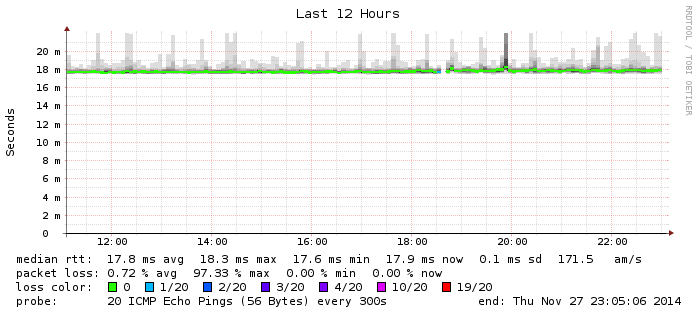 Last 12 Hours
RRDTOOL / TOBI OETIKER
Seconds
20 m
18 m
16 m
14 m
12 m
10 m
8 m
6 m
4 m
2 m
0
12:00 14:00 16:00 18:00 20:00 22:00
median rtt: 17.8 ms avg 18.3 ms max 17.6 ms min 17.9 ms now 0.1 ms sd 171.5 am/s
packet loss: 0.72 % avg 97.33 % max 0.00 % min 0.00 % now
loss color: 0 1/20 2/20 3/20 4/20 10/20 19/20
probe: 20 ICMP Echo Pings (56 Bytes) every 300s end: Thu Nov 27 23:05:06 2014